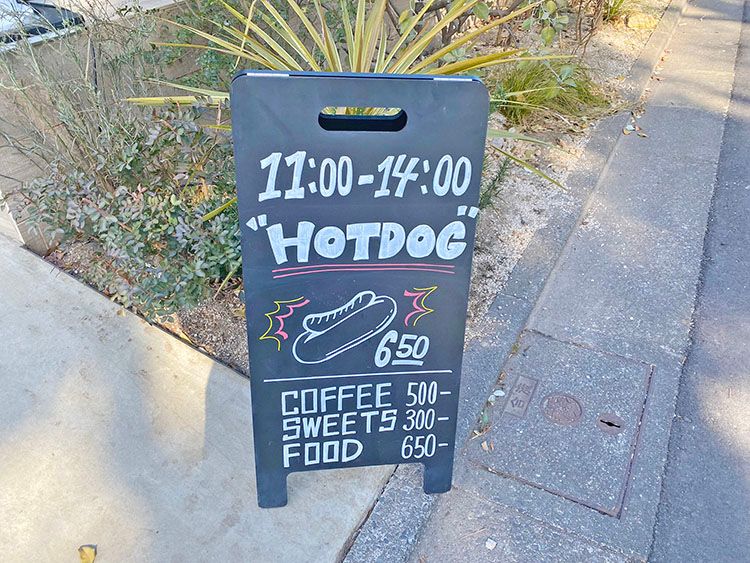 11:00-14:00
"HOTDOG"
650
COFFEE 500-
SWEETS 300-
FOOD 650-